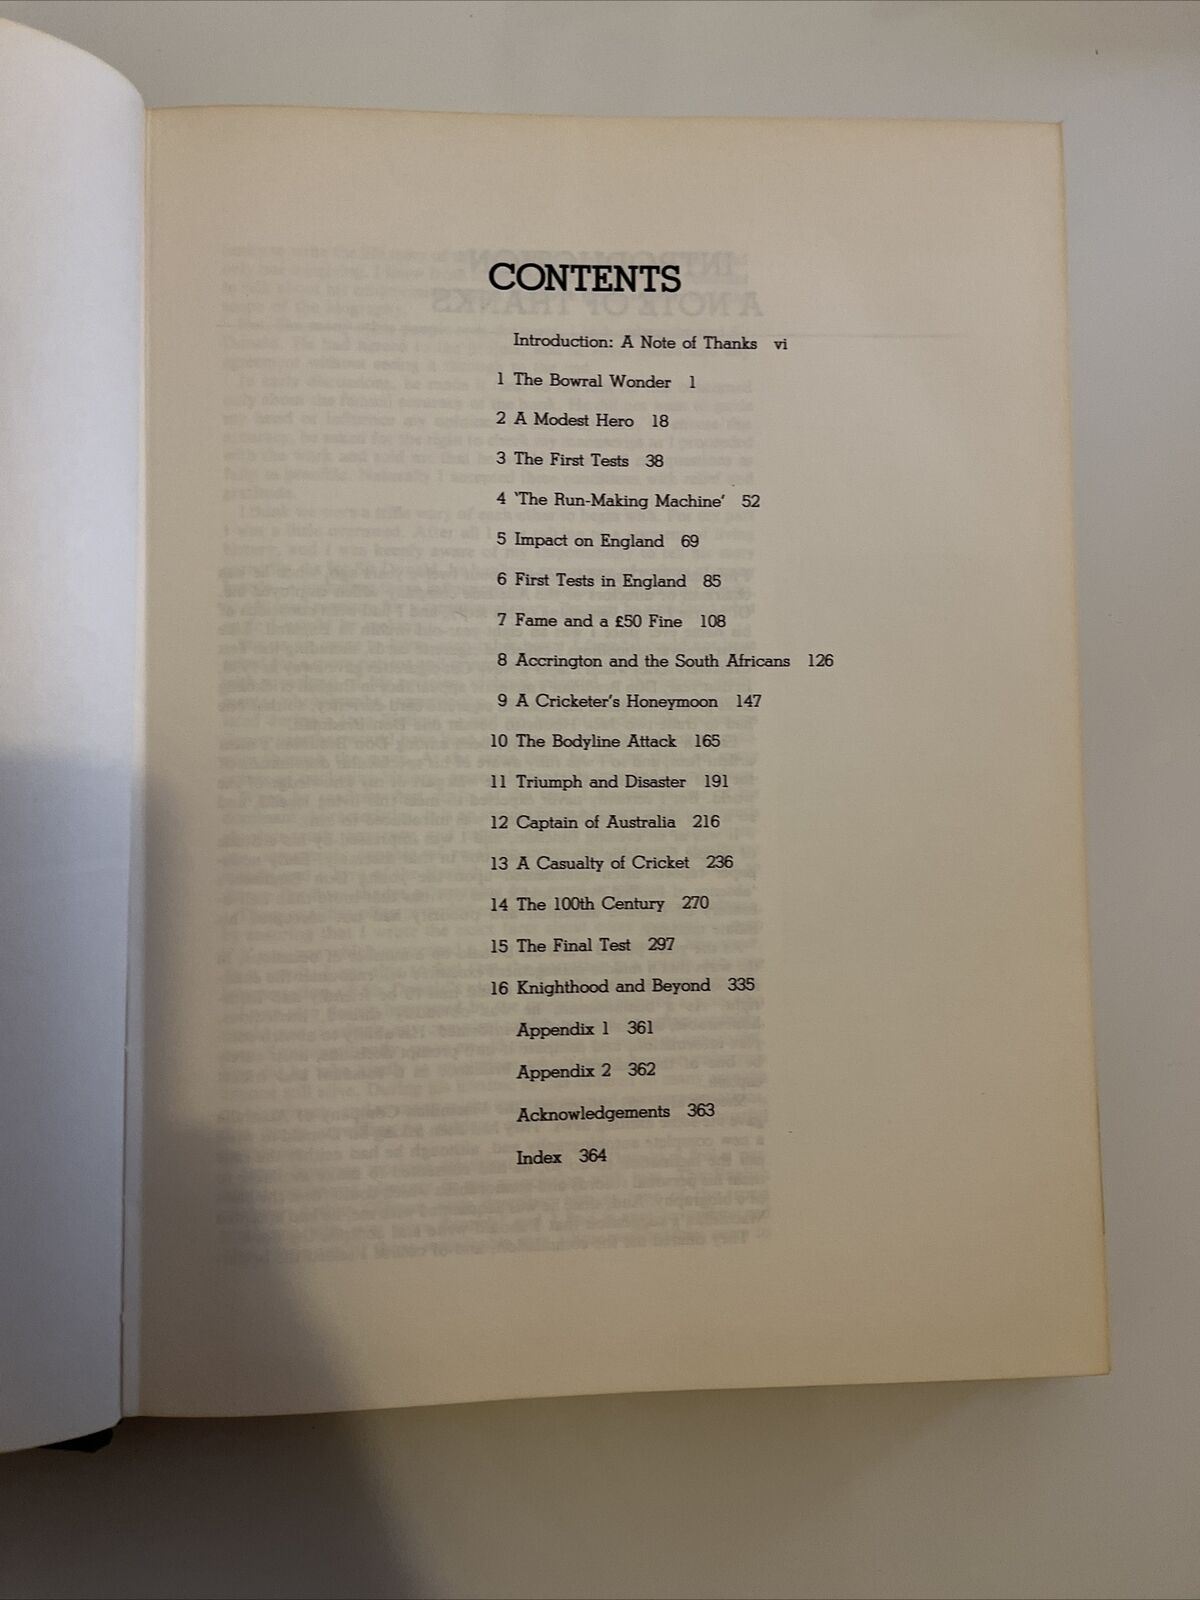 CONTENTS
Introduction: A Note of Thanks vi
1 The Bowral Wonder 1
2 A Modest Hero 18
3 The First Tests 38
4 'The Run-Making Machine' 52
5 Impact on England 69
6 First Tests in England 85
7 Fame and a £50 Fine 108
8 Accrington and the South Africans 126
9 A Cricketer's Honeymoon 147
10 The Bodyline Attack 165
11 Triumph and Disaster 191
12 Captain of Australia 216
13 A Casualty of Cricket 236
14 The 100th Century 270
15 The Final Test 297
16 Knighthood and Beyond 335
Appendix 1 361
Appendix 2 362
Acknowledgements 363
Index 364